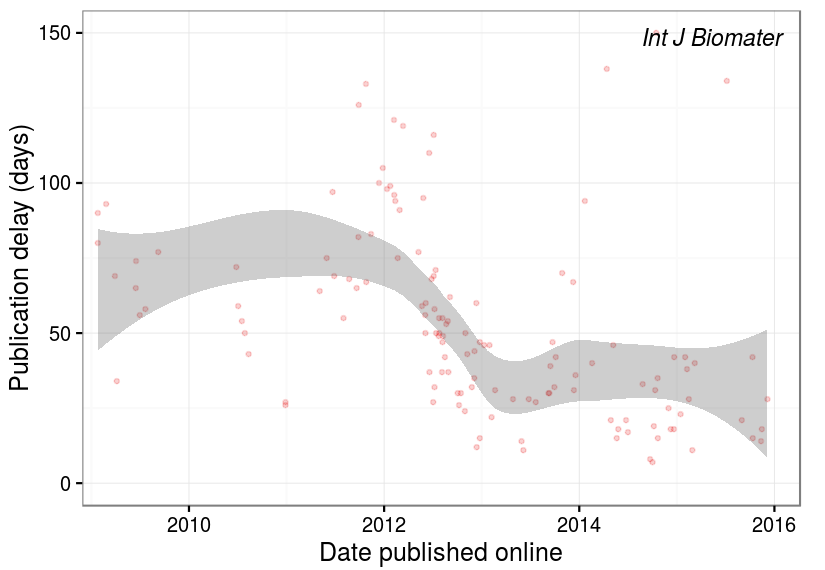 Int J Biomater
150
100
50
0
Publication delay (days)
2010 2012 2014 2016
Date published online